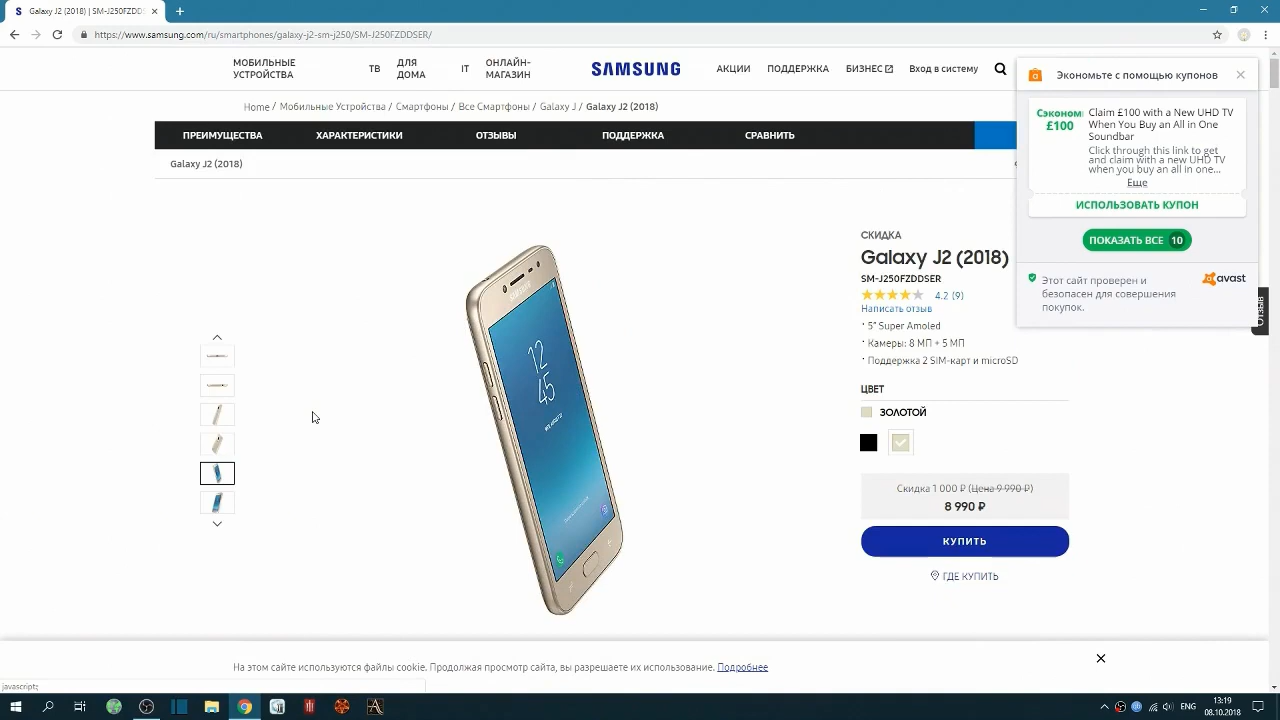 Galaxy J2 (2018) | SM-J250FZDDS
https://www.samsung.com/ru/smartphones/galaxy-j2-sm-j250/SM-J250FZDDSER/
МОБИЛЬНЫЕ
УСТРОЙСТВА
ТВ
ДЛЯ
ДОМА
IT
ОНЛАЙН-
МАГАЗИН
SAMSUNG
АКЦИИ
ПОДДЕРЖКА
БИЗНЕС
Вход в систему
Home / Мобильные Устройства / Смартфоны / Все Смартфоны / Galaxy J / Galaxy J2 (2018)
ПРЕИМУЩЕСТВА
ХАРАКТЕРИСТИКИ
ОТЗЫВЫ
ПОДДЕРЖКА
СРАВНИТЬ
Galaxy J2 (2018)
Экономьте с помощью купонов
Сэконом
£100
Claim £100 with a New UHD TV
When You Buy an All in One
Soundbar
Click through this link to get
and claim with a new UHD TV
when you buy an all in one...
Еще
ИСПОЛЬЗОВАТЬ КУПОН
ПОКАЗАТЬ ВСЕ 10
Этот сайт проверен и
безопасен для совершения
покупок.
avast
Отзыв
СКИДКА
Galaxy J2 (2018)
SM-J250FZDDSER
4.2 (9)
Написать отзыв
· 5" Super Amoled
· Камеры: 8 МП + 5 МП
· Поддержка 2 SIM-карт и microSD
ЦВЕТ
ЗОЛОТОЙ
Скидка 1 000 ₽ (Цена 9 990 ₽)
8 990 ₽
КУПИТЬ
ГДЕ КУПИТЬ
SAMSUNG
12
45
На этом сайте используются файлы cookie. Продолжая просмотр сайта, вы разрешаете их использование. Подробнее
javascript:;
ENG
13:19
08.10.2018